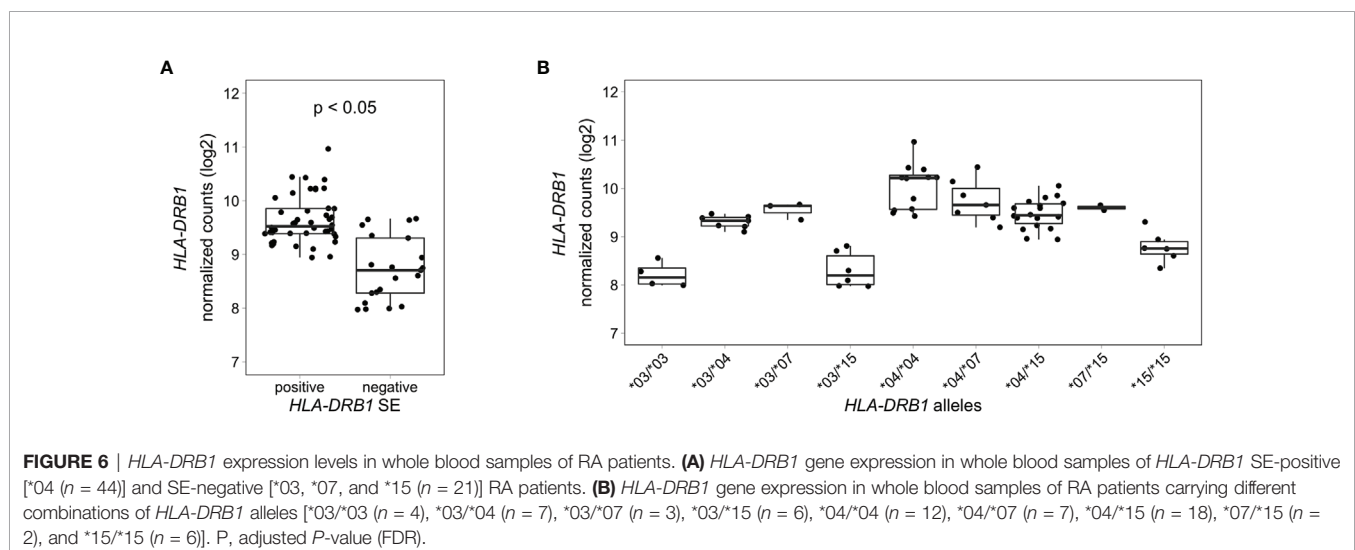 A
HLA-DRB1
normalized counts (log2)
12
11
10
9
8
7
p < 0.05
positive negative
HLA-DRB1 SE
B
HLA-DRB1
normalized counts (log2)
12
11
10
9
8
7
*03/*03 *03/*04 *03/*07 *03/*15 *04/*04 *04/*07 *04/*15 *07/*15 *15/*15
HLA-DRB1 alleles
FIGURE 6 | HLA-DRB1 expression levels in whole blood samples of RA patients. (A) HLA-DRB1 gene expression in whole blood samples of HLA-DRB1 SE-positive
[*04 (n = 44)] and SE-negative [*03, *07, and *15 (n = 21)] RA patients. (B) HLA-DRB1 gene expression in whole blood samples of RA patients carrying different
combinations of HLA-DRB1 alleles [*03/*03 (n = 4), *03/*04 (n = 7), *03/*07 (n = 3), *03/*15 (n = 6), *04/*04 (n = 12), *04/*07 (n = 7), *04/*15 (n = 18), *07/*15 (n =
2), and *15/*15 (n = 6)]. P, adjusted P-value (FDR).